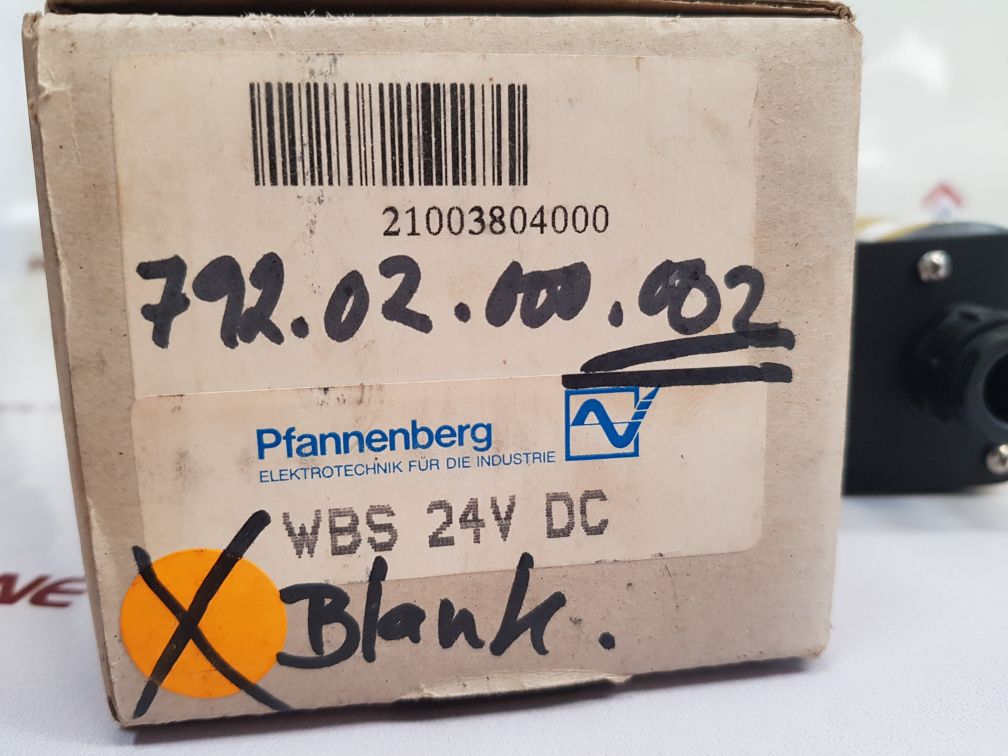 21003804000
792.02.000.002
Pfannenberg
ELEKTROTECHNIK FÜR DIE INDUSTRIE
WBS 24V DC
Blank.